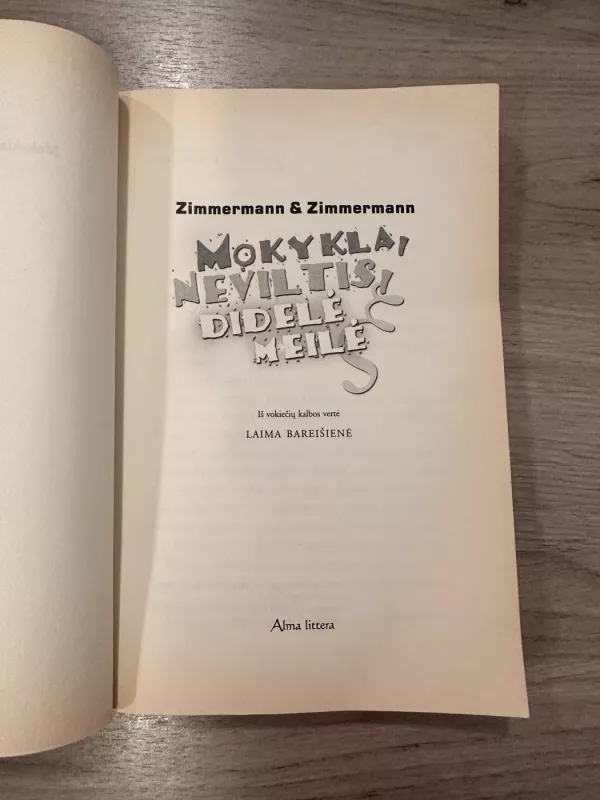 Zimmermann & Zimmermann
MOKYKLA,
NEVILTIS,
DIDELĖ
MEILĖ
Iš vokiečių kalbos vertė
LAIMA BAREIŠIENĖ
Alma littera